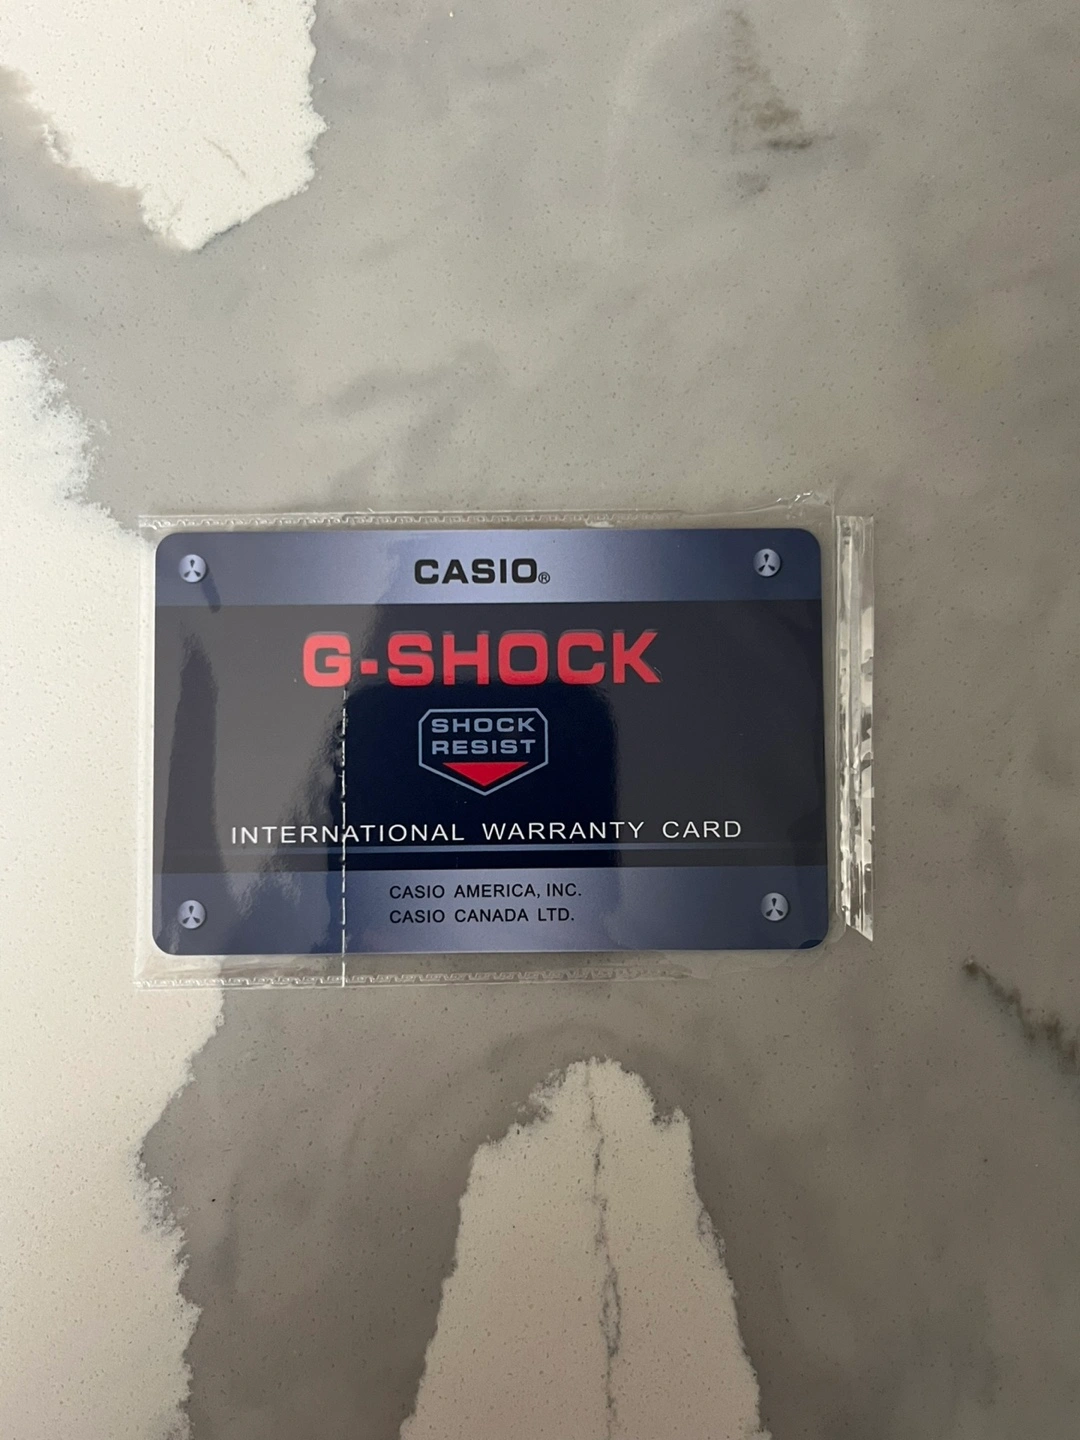 CASIO®
G-SHOCK
SHOCK
RESIST
INTERNATIONAL WARRANTY CARD
CASIO AMERICA, INC.
CASIO CANADA LTD.